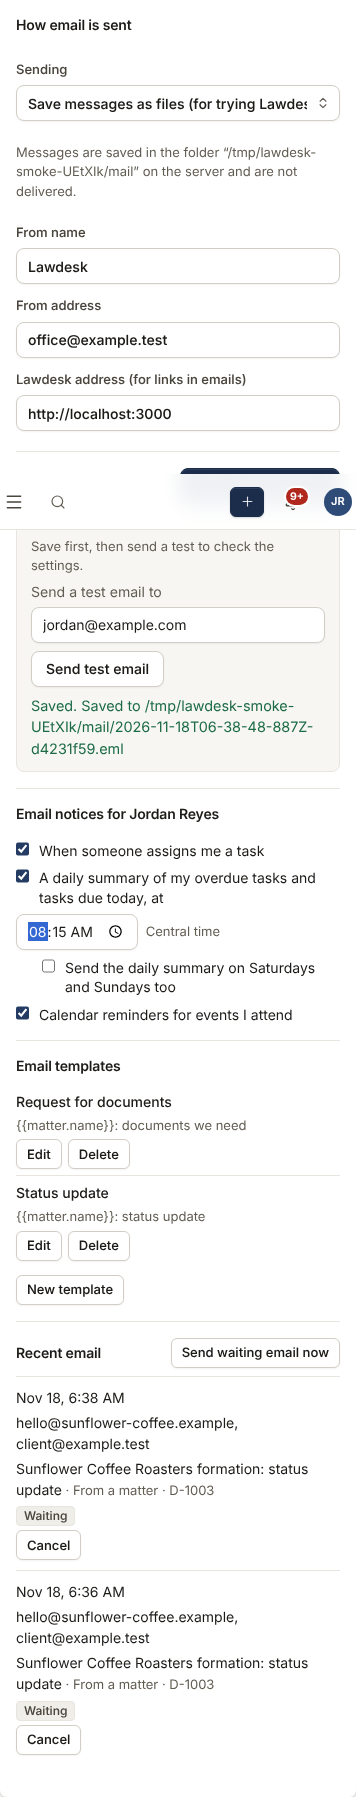 How email is sent
Sending
Save messages as files (for trying Lawdes
Messages are saved in the folder “/tmp/lawdesk-
smoke-UEtXIk/mail” on the server and are not
delivered.
From name
Lawdesk
From address
office@example.test
Lawdesk address (for links in emails)
http://localhost:3000
9+
JR
Save first, then send a test to check the
settings.
Send a test email to
jordan@example.com
Send test email
Saved. Saved to /tmp/lawdesk-smoke-
UEtXIk/mail/2026-11-18T06-38-48-887Z-
d4231f59.eml
Email notices for Jordan Reyes
When someone assigns me a task
A daily summary of my overdue tasks and
tasks due today, at
08:15 AM Central time
Send the daily summary on Saturdays
and Sundays too
Calendar reminders for events I attend
Email templates
Request for documents
{{matter.name}}: documents we need
Edit Delete
Status update
{{matter.name}}: status update
Edit Delete
New template
Recent email Send waiting email now
Nov 18, 6:38 AM
hello@sunflower-coffee.example,
client@example.test
Sunflower Coffee Roasters formation: status
update · From a matter · D-1003
Waiting
Cancel
Nov 18, 6:36 AM
hello@sunflower-coffee.example,
client@example.test
Sunflower Coffee Roasters formation: status
update · From a matter · D-1003
Waiting
Cancel